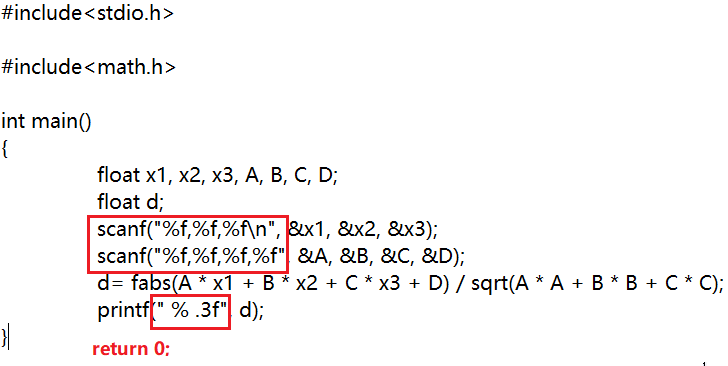 #include<stdio.h>
#include<math.h>
int main()
{
float x1, x2, x3, A, B, C, D;
float d;
scanf("%f,%f,%f\n", &x1, &x2, &x3);
scanf("%f,%f,%f,%f" &A, &B, &C, &D);
d= fabs(A * x1 + B * x2 + C * x3 + D) / sqrt(A * A + B * B + C * C);
printf(" % .3f" d);
}
return 0: